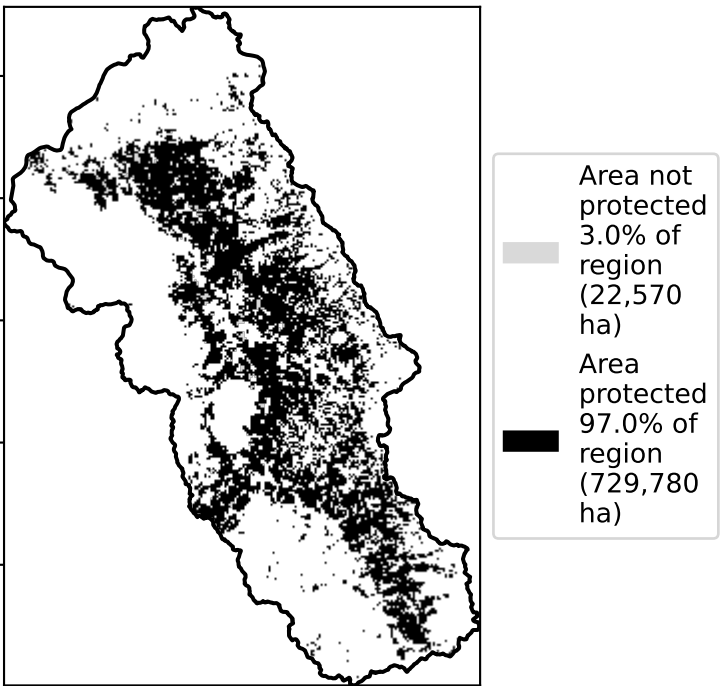 Area not
protected
3.0% of
region
(22,570
ha)
Area
protected
97.0% of
region
(729,780
ha)